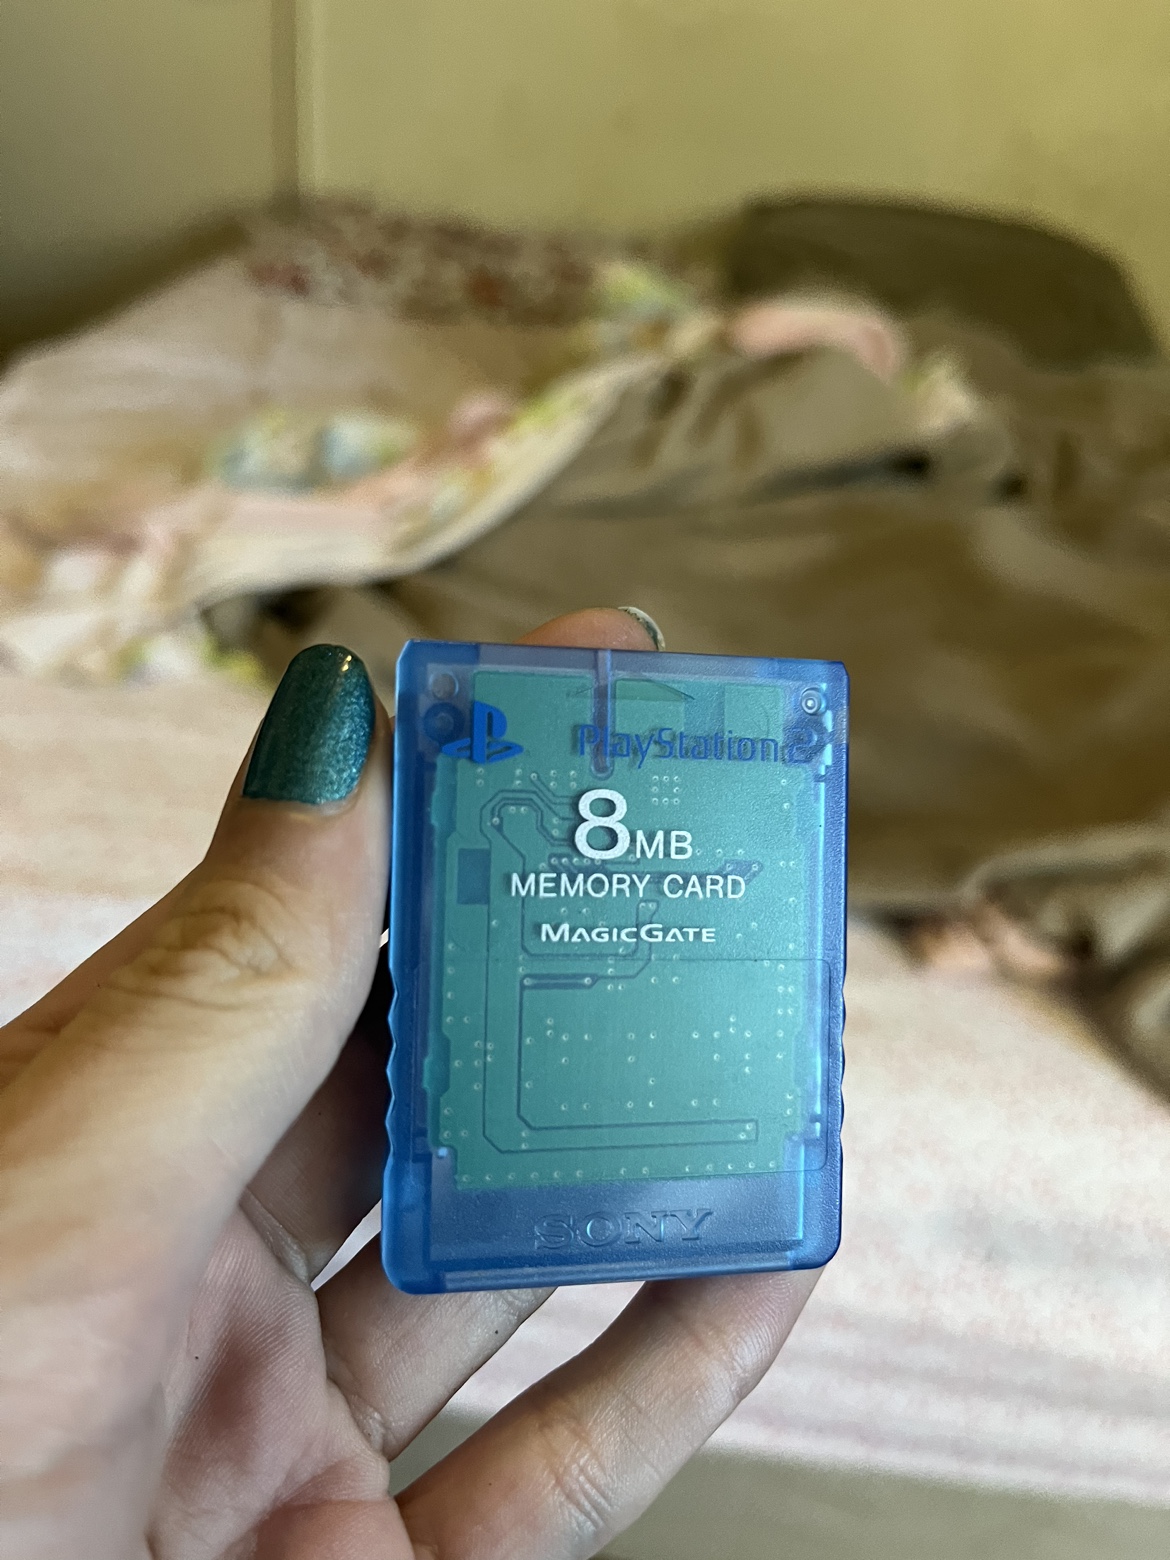 PlayStation 2
8MB
MEMORY CARD
MAGICGATE
SONY